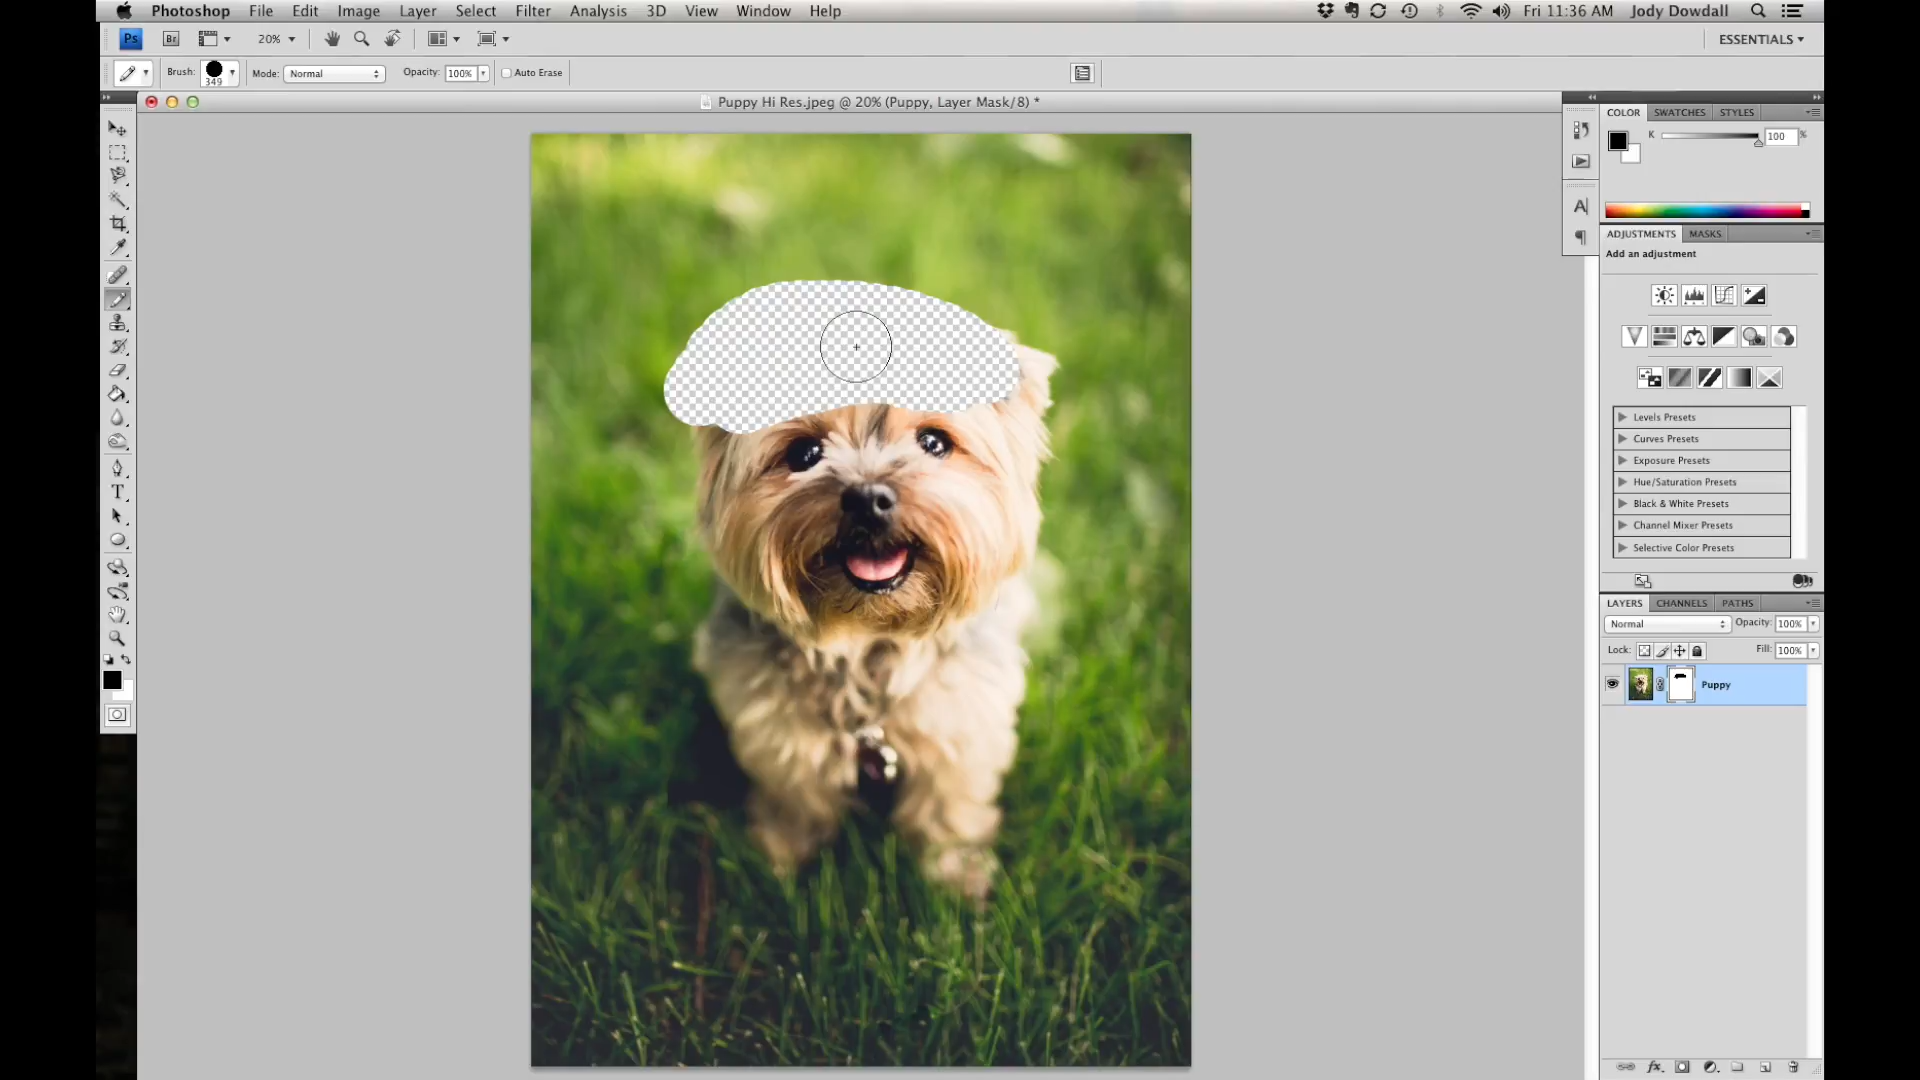 Photoshop File Edit Image Layer Select Filter Analysis 3D View Window Help Fri 11:36 AM Jody Dowdall
Ps Br 20% ESSENTIALS
Brush: 349 Mode: Normal Opacity: 100% Auto Erase
Puppy Hi Res.jpeg @ 20% (Puppy, Layer Mask/8) *
COLOR SWATCHES STYLES
K 100 %
A
ADJUSTMENTS MASKS
Add an adjustment
Levels Presets
Curves Presets
Exposure Presets
Hue/Saturation Presets
Black & White Presets
Channel Mixer Presets
Selective Color Presets
T
LAYERS CHANNELS PATHS
Normal Opacity: 100%
Lock: Fill: 100%
Puppy
fx